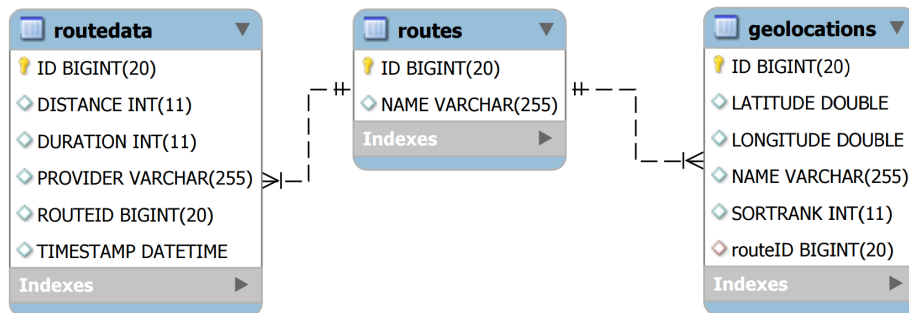 routedata
ID BIGINT(20)
DISTANCE INT(11)
DURATION INT(11)
PROVIDER VARCHAR(255)
ROUTEID BIGINT(20)
TIMESTAMP DATETIME
Indexes
routes
ID BIGINT(20)
NAME VARCHAR(255)
Indexes
geolocations
ID BIGINT(20)
LATITUDE DOUBLE
LONGITUDE DOUBLE
NAME VARCHAR(255)
SORTRANK INT(11)
routeID BIGINT(20)
Indexes